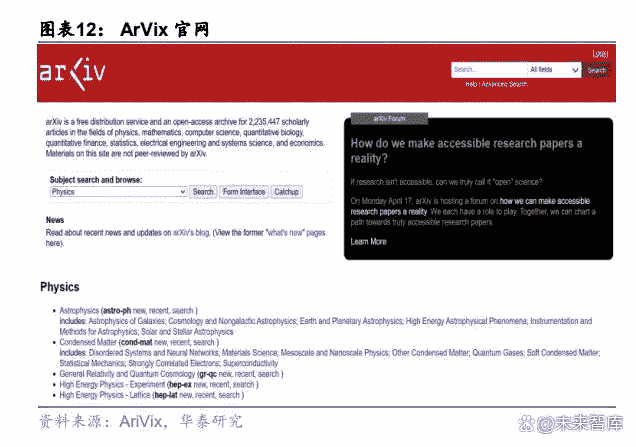 图表12： ArVix 官网
arXiv
Login
Search... All fields Search
Help | Advanced Search
arXiv is a free distribution service and an open-access archive for 2,235,447 scholarly
articles in the fields of physics, mathematics, computer science, quantitative biology,
quantitative finance, statistics, electrical engineering and systems science, and economics.
Materials on this site are not peer-reviewed by arXiv.
Subject search and browse:
Physics Search Form Interface Catchup
News
Read about recent news and updates on arXiv's blog. (View the former "what's new" pages
here).
arXiv Forum
How do we make accessible research papers a
reality?
If research isn't accessible, can we truly call it "open" science?
On Monday April 17, arXiv is hosting a forum on how we can make accessible
research papers a reality. We each have a role to play. Together, we can chart a
path towards truly accessible research papers.
Learn More
Physics
Astrophysics (astro-ph new, recent, search )
includes: Astrophysics of Galaxies; Cosmology and Nongalactic Astrophysics; Earth and Planetary Astrophysics; High Energy Astrophysical Phenomena; Instrumentation and
Methods for Astrophysics; Solar and Stellar Astrophysics
Condensed Matter (cond-mat new, recent, search )
includes: Disordered Systems and Neural Networks; Materials Science; Mesoscale and Nanoscale Physics; Other Condensed Matter; Quantum Gases; Soft Condensed Matter;
Statistical Mechanics; Strongly Correlated Electrons; Superconductivity
General Relativity and Quantum Cosmology (gr-qc new, recent, search )
High Energy Physics - Experiment (hep-ex new, recent, search )
High Energy Physics - Lattice (hep-lat new, recent, search )
资料来源：AriVix，华泰研究
@未来智库